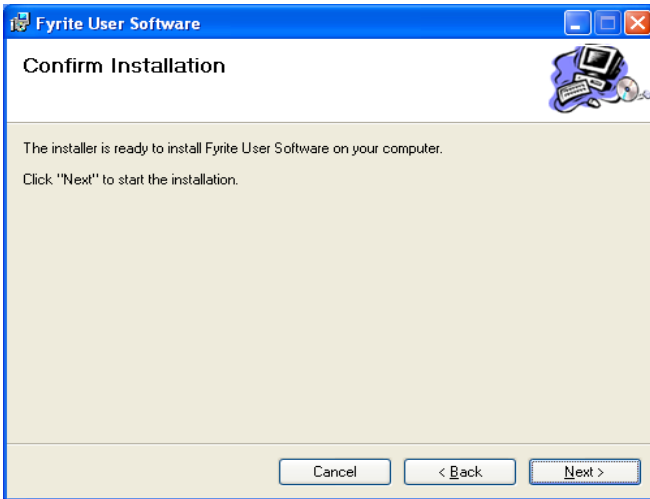 Fyrite User Software
Confirm Installation
The installer is ready to install Fyrite User Software on your computer.
Click "Next" to start the installation.
Cancel
< Back
Next >